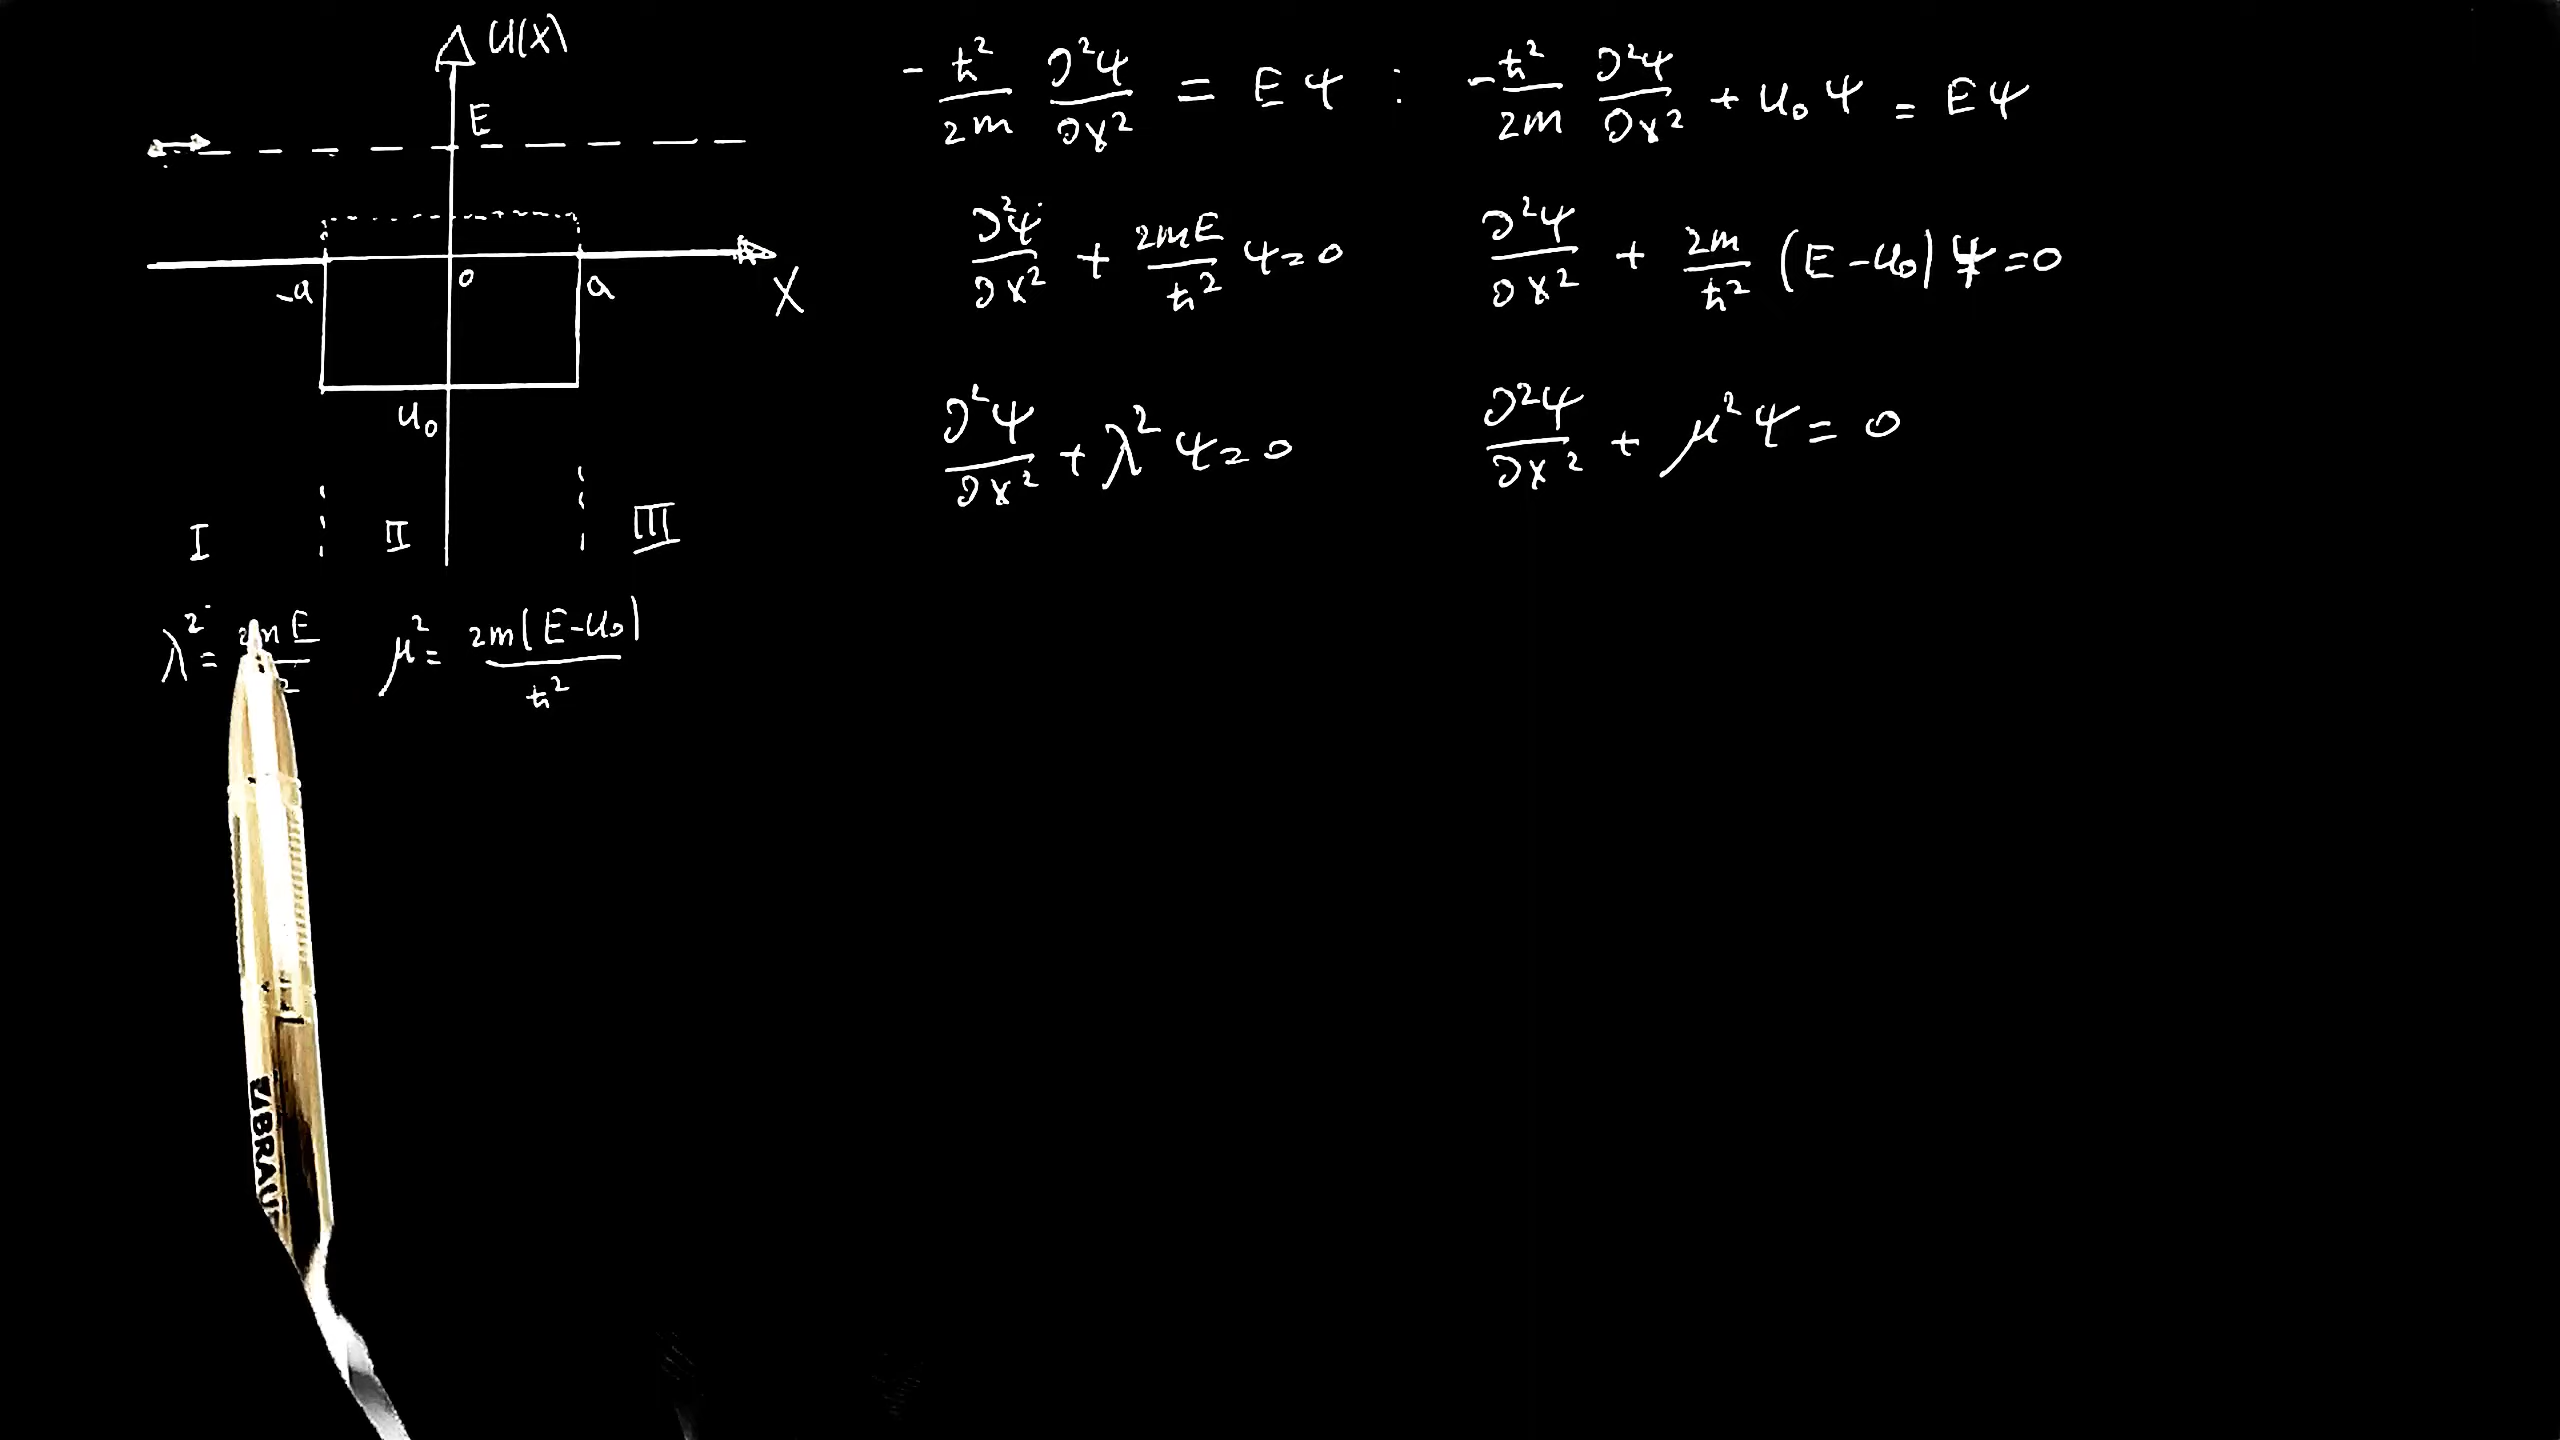 U(x)
E
-a 0 a X
U₀
I II III
λ² = 2mE/ ² μ² = 2m(E-U₀)/ħ²
-ħ²/2m ∂²Ψ/∂x² = EΨ : -ħ²/2m ∂²Ψ/∂x² + U₀Ψ = EΨ
∂²Ψ/∂x² + 2mE/ħ² Ψ=0 ∂²Ψ/∂x² + 2m/ħ² (E-U₀)Ψ=0
∂²Ψ/∂x² + λ²Ψ=0 ∂²Ψ/∂x² + μ²Ψ=0